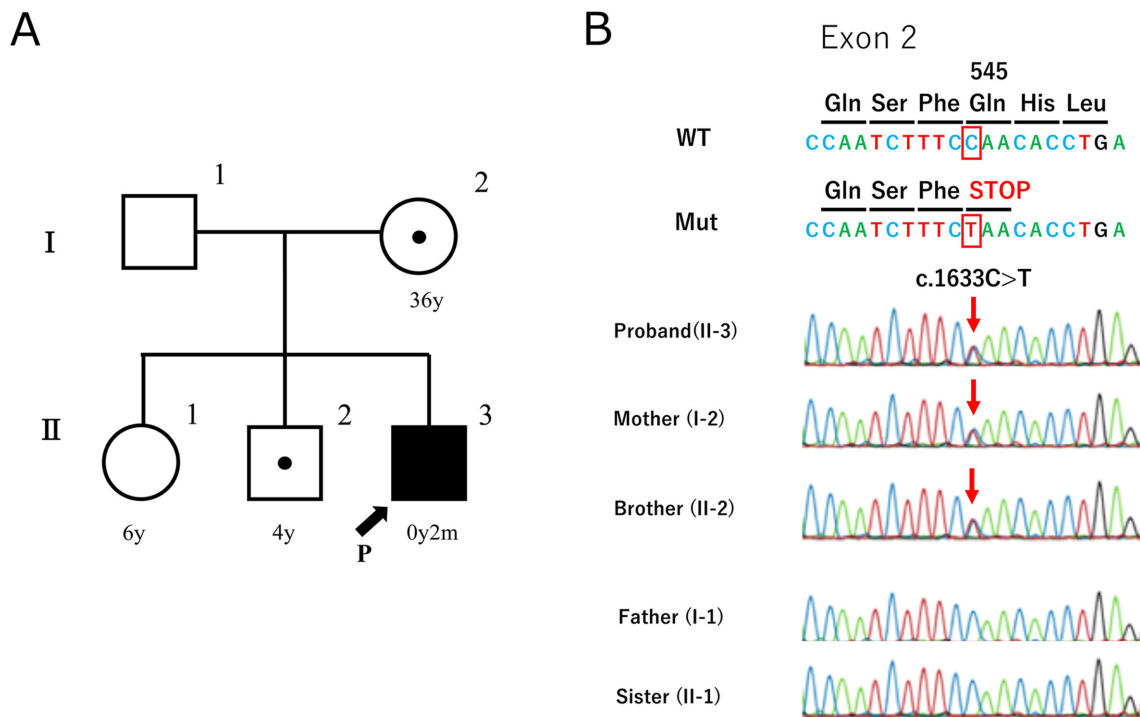 A
1
2
I
36y
1
2
3
II
6y
4y
0y2m
P
B
Exon 2
545
Gln Ser Phe Gln His Leu
WT
CCAATCTTTCCAACACCTGA
Gln Ser Phe STOP
Mut
CCAATCTTTCTAACACCTGA
c.1633C>T
Proband(II-3)
Mother (I-2)
Brother (II-2)
Father (I-1)
Sister (II-1)